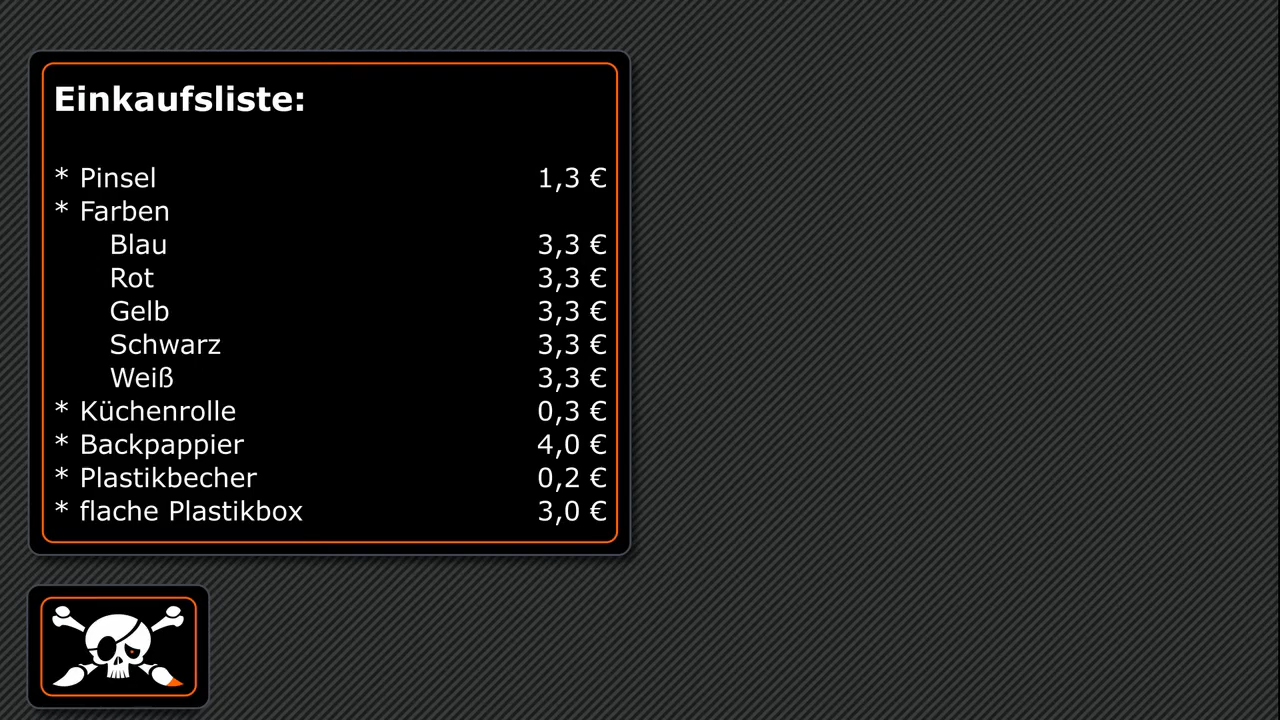 Einkaufsliste:
* Pinsel 1,3 €
* Farben
Blau 3,3 €
Rot 3,3 €
Gelb 3,3 €
Schwarz 3,3 €
Weiß 3,3 €
* Küchenrolle 0,3 €
* Backpappier 4,0 €
* Plastikbecher 0,2 €
* flache Plastikbox 3,0 €